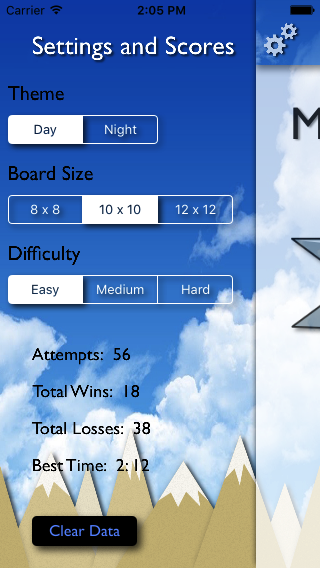 Carrier 2:05 PM
Settings and Scores
Theme
Day Night
Board Size
8 x 8 10 x 10 12 x 12
Difficulty
Easy Medium Hard
Attempts: 56
Total Wins: 18
Total Losses: 38
Best Time: 2:12
Clear Data
M